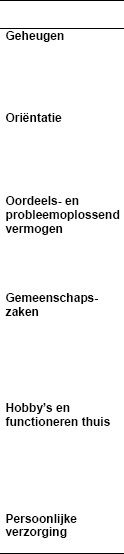 Geheugen
Oriëntatie
Oordeels- en
probleemoplossend
vermogen
Gemeenschaps-
zaken
Hobby's en
functioneren thuis
Persoonlijke
verzorging